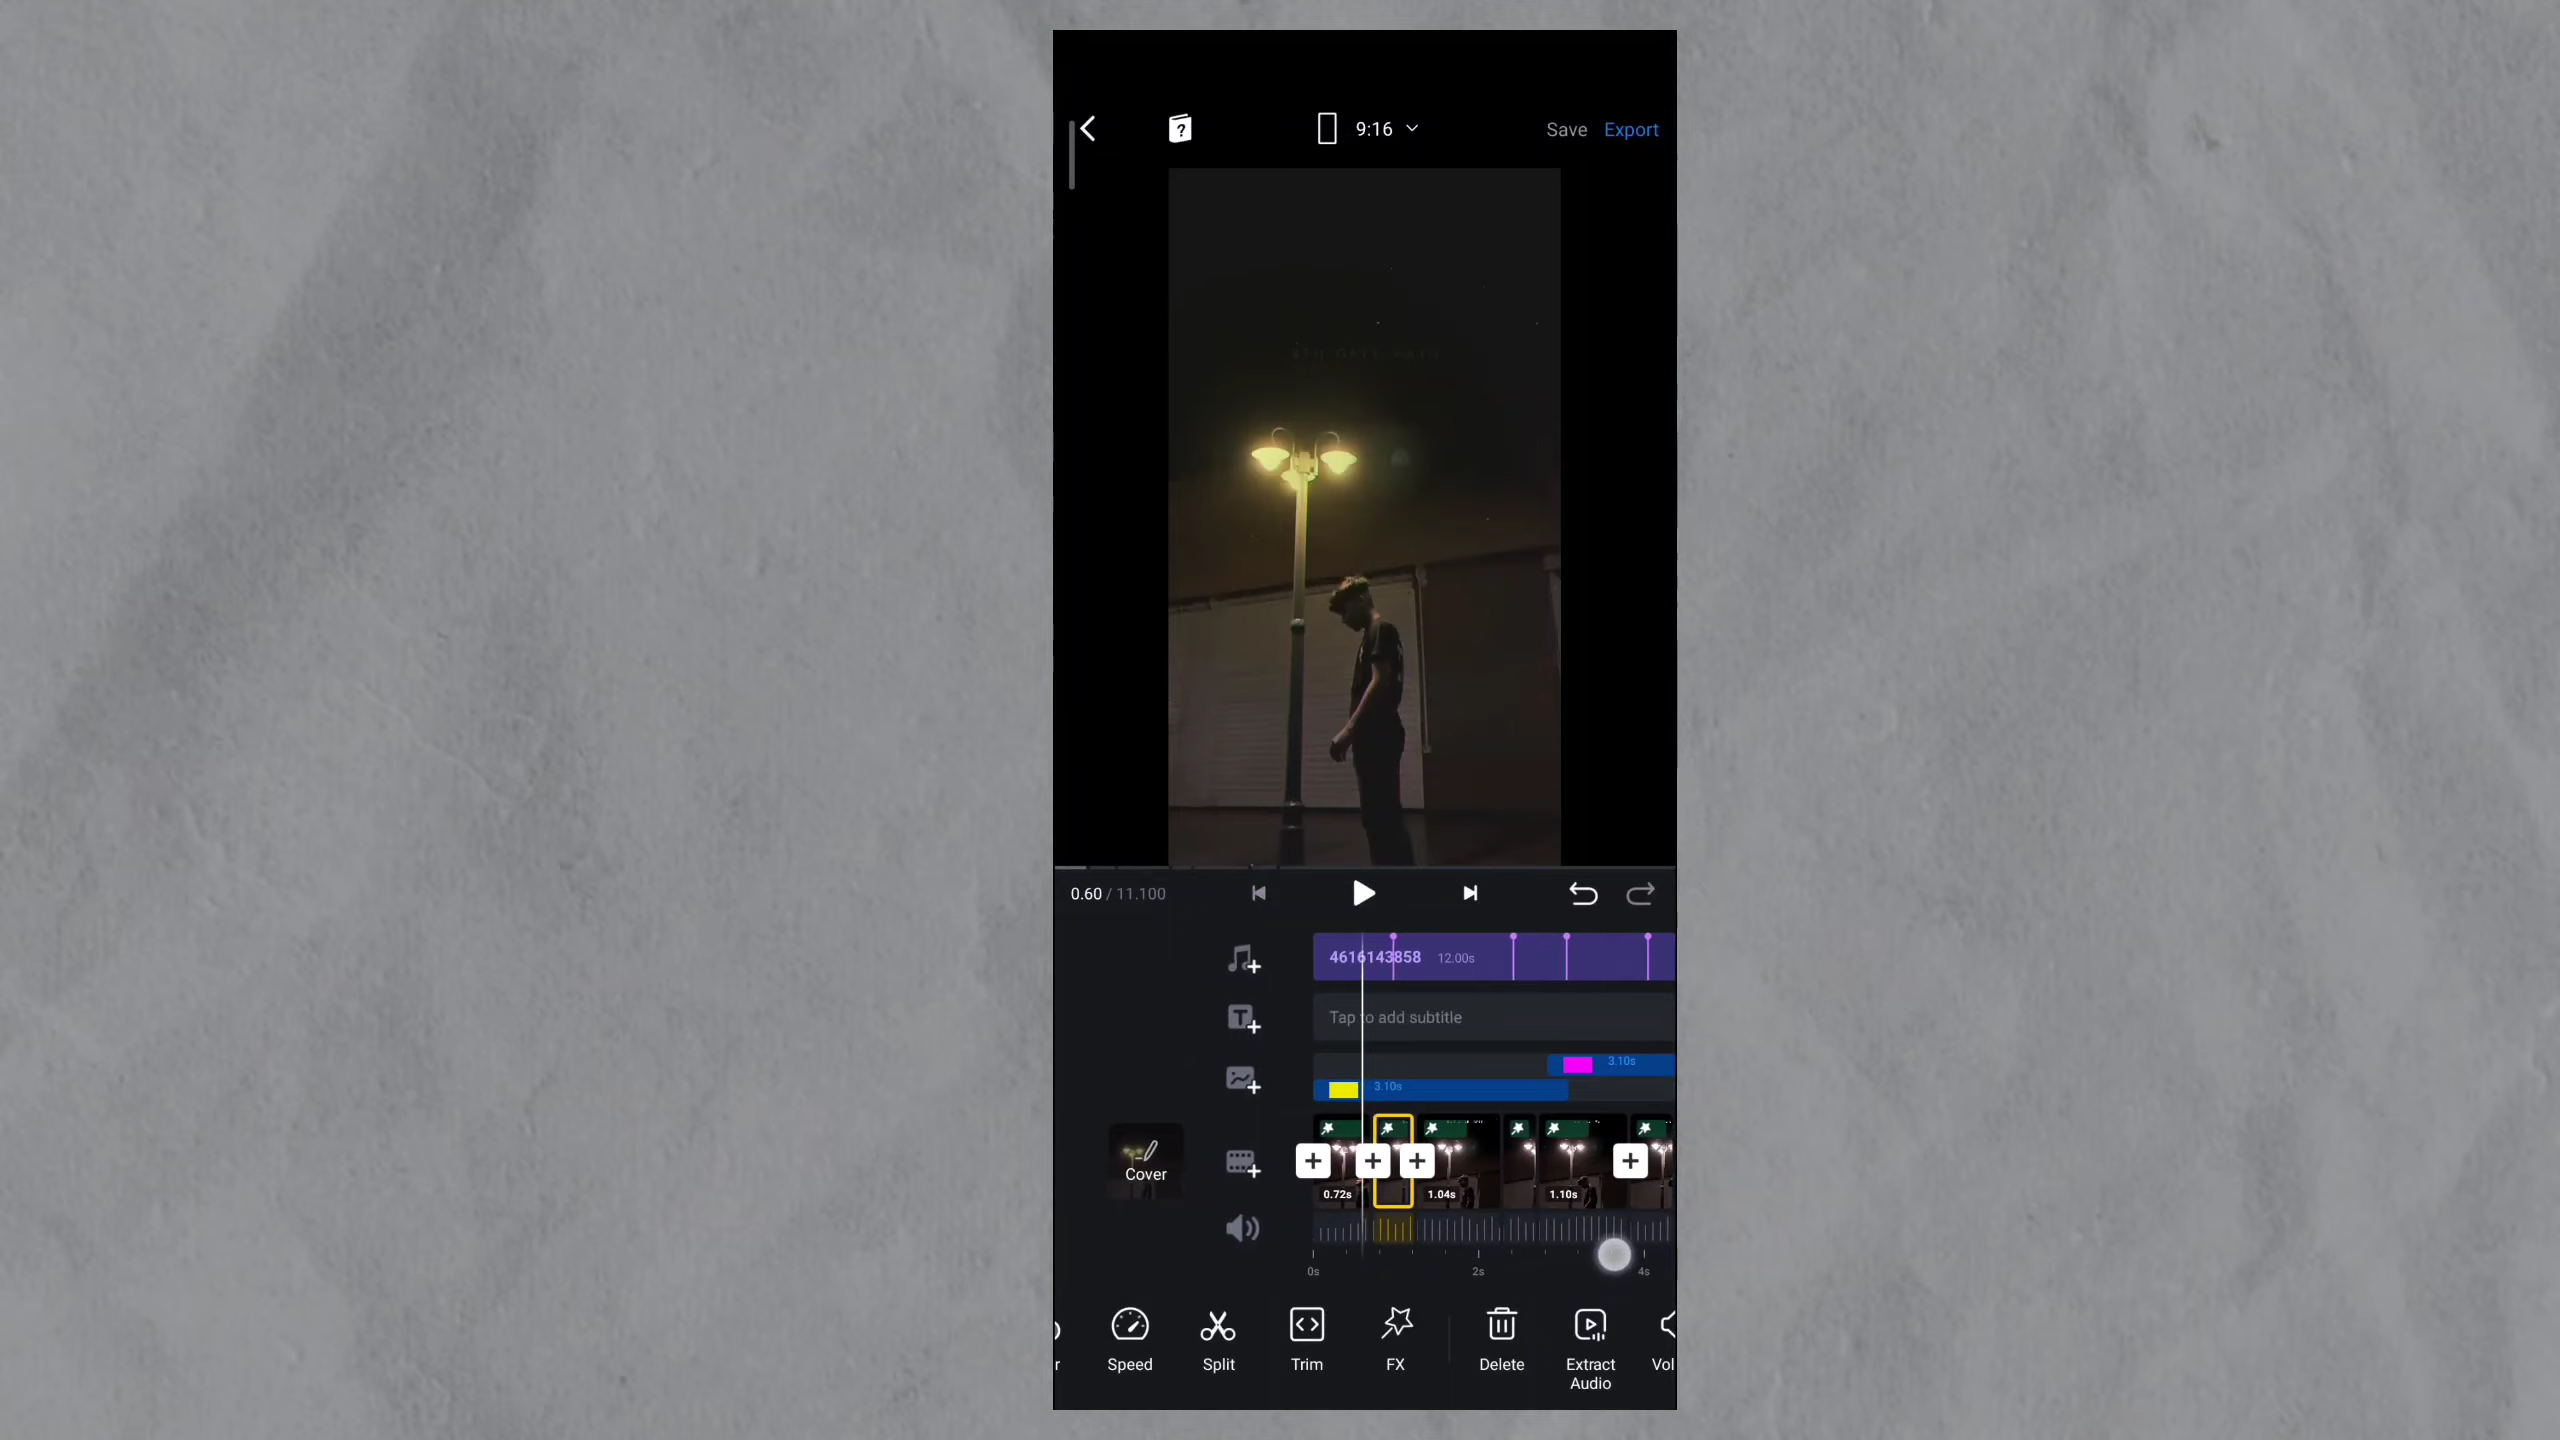 9:16
Save
Export
0.60 / 11.100
4616143858
12.00s
Tap to add subtitle
3.10s
3.10s
Cover
0.72s
1.04s
1.10s
0s
2s
4s
Speed
Split
Trim
FX
Delete
Extract
Audio
Vol